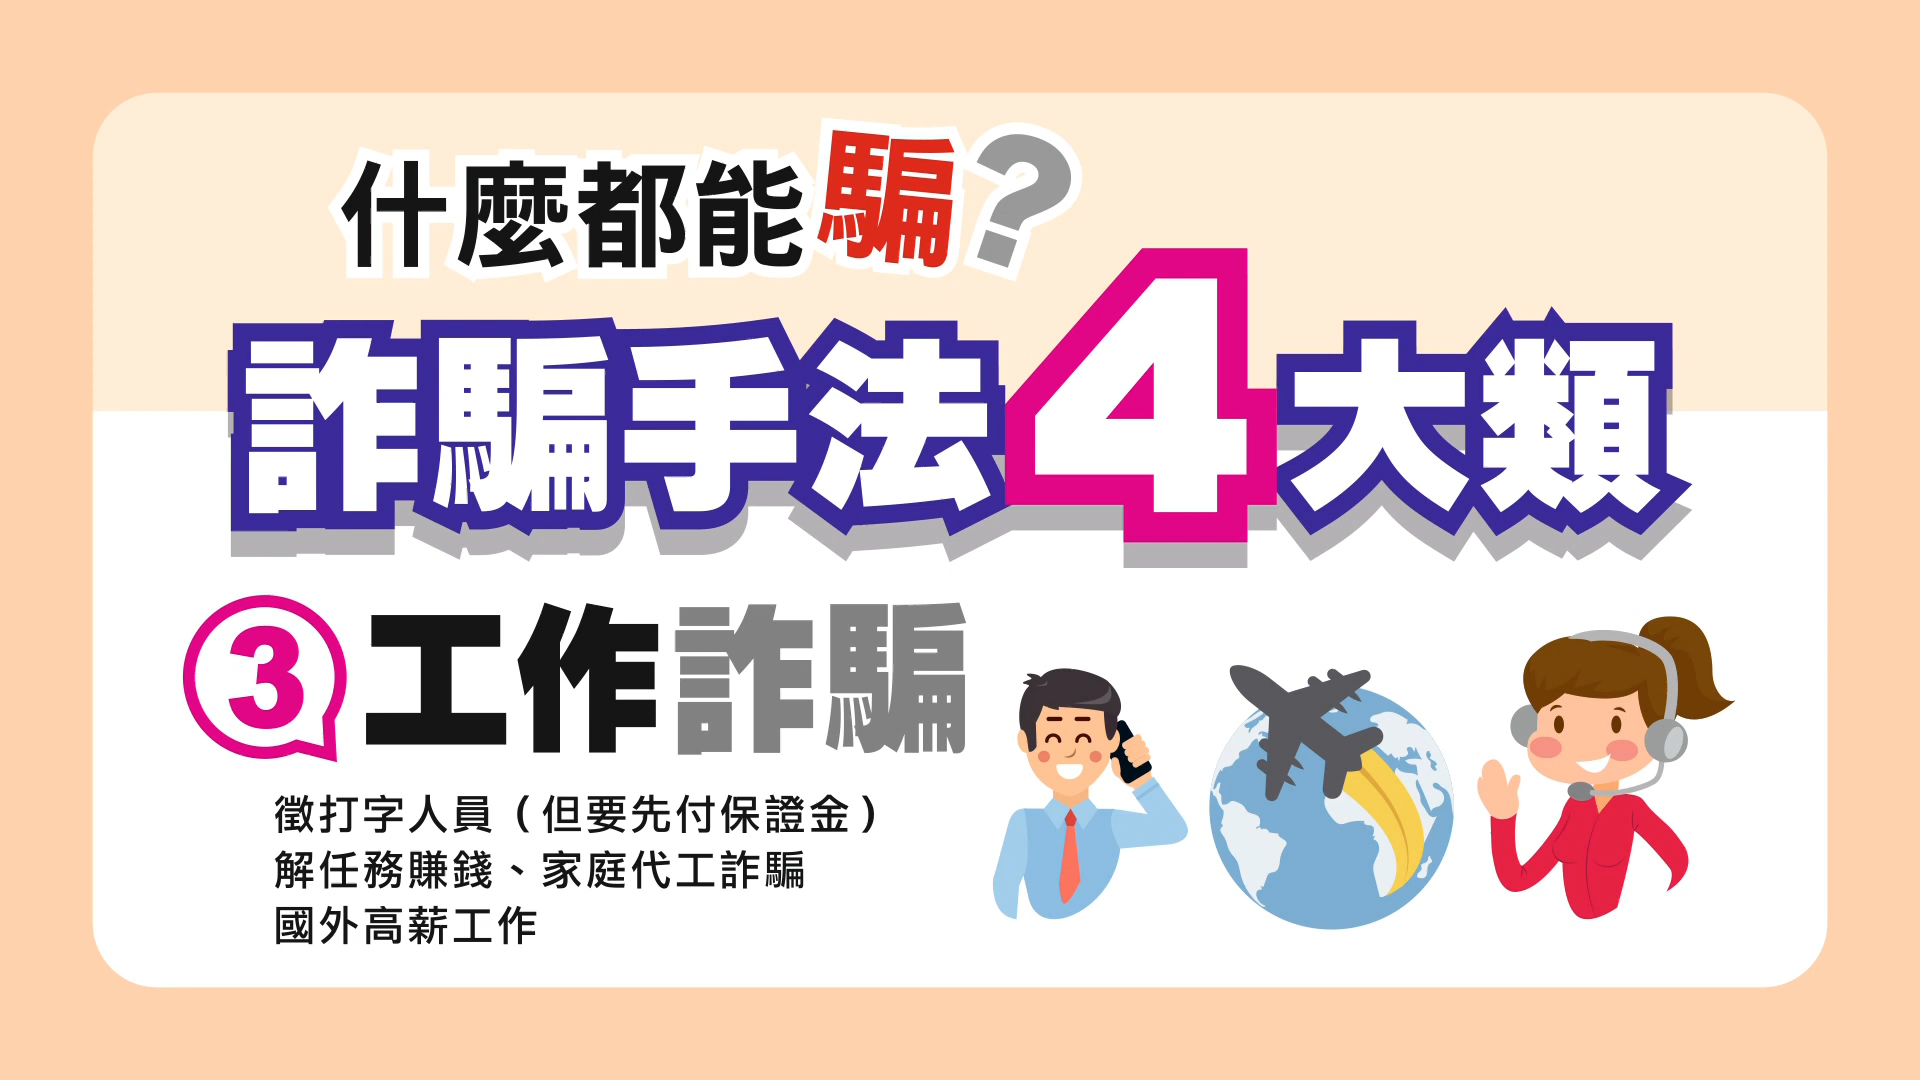 什麼都能騙?
詐騙手法4大類
3 工作詐騙
徵打字人員（但要先付保證金）
解任務賺錢、家庭代工詐騙
國外高薪工作